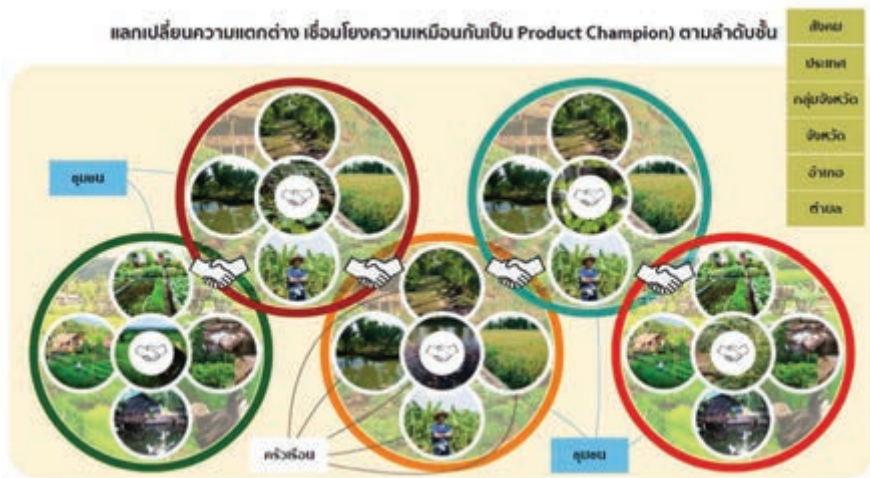 แลกเปลี่ยนความแตกต่าง เชื่อมโยงความเหมือนกันเป็น Product Champion) ตามลำดับชั้น
สังคม
ประเทศ
กลุ่มจังหวัด
จังหวัด
อำเภอ
ตำบล
ชุมชน
ครัวเรือน
ชุมชน